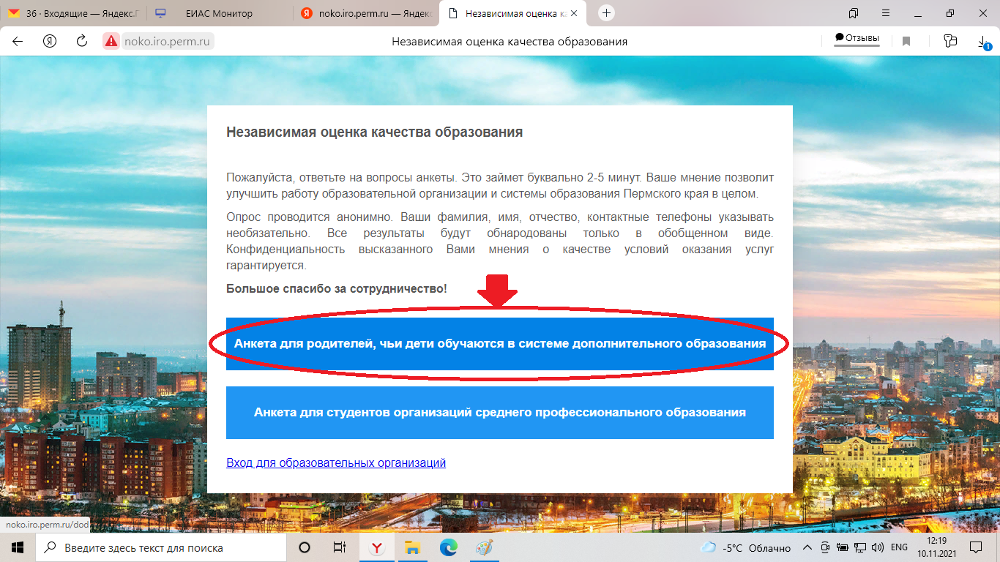 36 · Входящие — Яндекс.П
ЕИАС Монитор
noko.iro.perm.ru — Яндекс
Независимая оценка ка
noko.iro.perm.ru
Независимая оценка качества образования
Отзывы
1
Независимая оценка качества образования
Пожалуйста, ответьте на вопросы анкеты. Это займет буквально 2-5 минут. Ваше мнение позволит
улучшить работу образовательной организации и системы образования Пермского края в целом.
Опрос проводится анонимно. Ваши фамилия, имя, отчество, контактные телефоны указывать
необязательно. Все результаты будут обнародованы только в обобщенном виде.
Конфиденциальность высказанного Вами мнения о качестве условий оказания услуг
гарантируется.
Большое спасибо за сотрудничество!
Анкета для родителей, чьи дети обучаются в системе дополнительного образования
Анкета для студентов организаций среднего профессионального образования
Вход для образовательных организаций
noko.iro.perm.ru/dod
Введите здесь текст для поиска
-5°C Облачно
ENG
12:19
10.11.2021